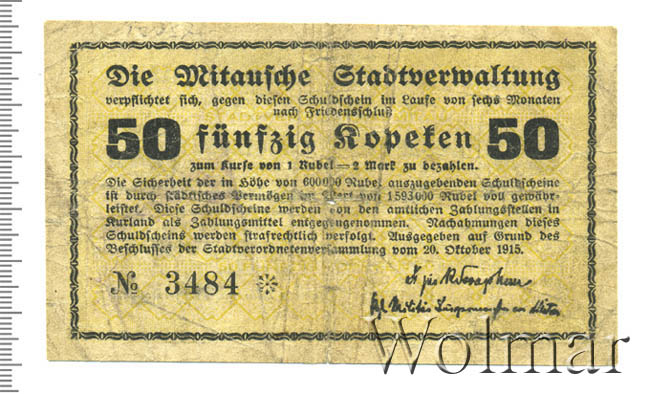 Die Mitausche Stadtverwaltung
verpflichtet sich, gegen diesen Schuldschein im Laufe von sechs Monaten
nach Friedensschluß
50 fünfzig Kopeken 50
zum Kurse von 1 Rubel = 2 Mark zu bezahlen.
Die Sicherheit der in Höhe von 600000 Rubel auszugebenden Schuldscheine
ist durch städtisches Vermögen im Wert von 1593000 Rubel voll gewähr-
leistet. Diese Schuldscheine werden von den amtlichen Zahlungsstellen in
Kurland als Zahlungsmittel entgegengenommen. Nachahmungen dieses
Schuldscheins werden strafrechtlich verfolgt. Ausgegeben auf Grund des
Beschlusses der Stadtverordnetenversammlung vom 20. Oktober 1915.
№ 3484 ※
Wolmar